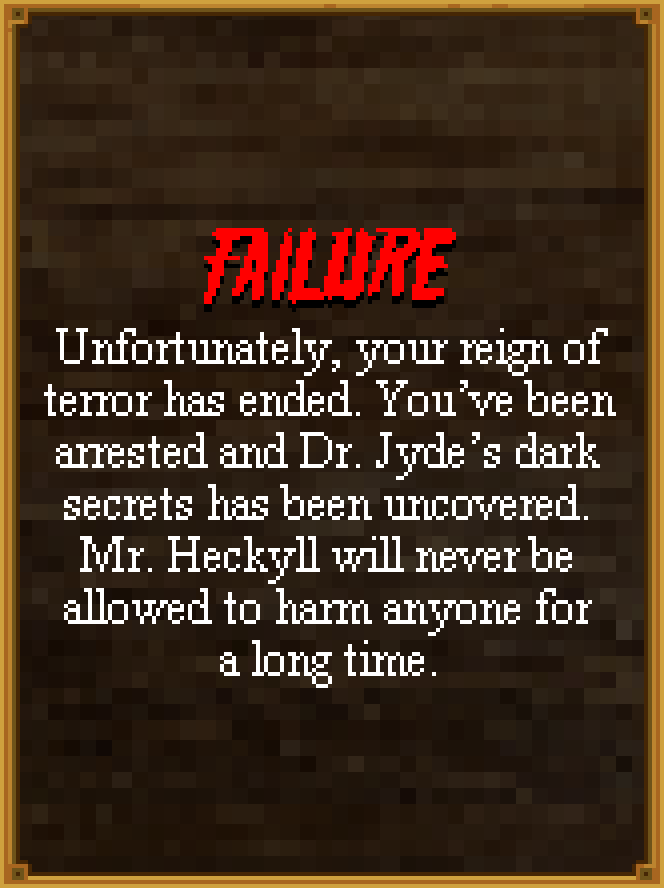 FAILURE
Unfortunately, your reign of
terror has ended. You've been
arrested and Dr. Jyde's dark
secrets has been uncovered.
Mr. Heckyll will never be
allowed to harm anyone for
a long time.